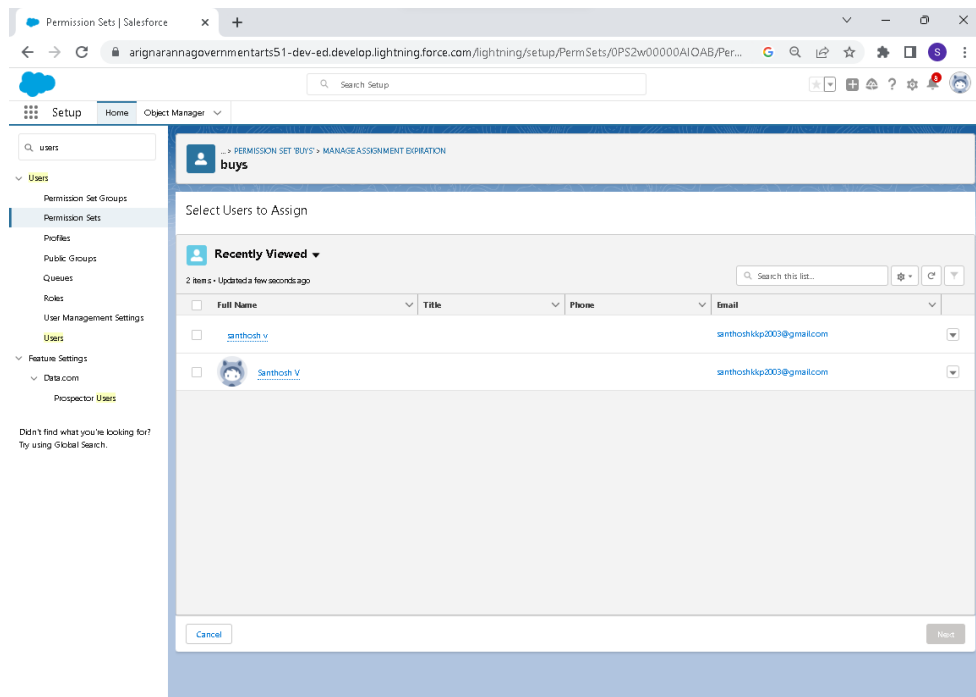 Permission Sets | Salesforce
arignarannagovernmentarts51-dev-ed.develop.lightning.force.com/lightning/setup/PermSets/0PS2w00000AIOAB/Per...
G
S
Search Setup
8
Setup
Home
Object Manager
users
... > PERMISSION SET 'BUYS' > MANAGE ASSIGNMENT EXPIRATION
buys
Users
Permission Set Groups
Permission Sets
Profiles
Public Groups
Queues
Roles
User Management Settings
Users
Feature Settings
Data.com
Prospector Users
Didn't find what you're looking for?
Try using Global Search.
Select Users to Assign
Recently Viewed
2 items • Updated a few seconds ago
Search this list...
Full Name Title Phone Email
santhosh v santhoshkkp2003@gmail.com
Santhosh V santhoshkkp2003@gmail.com
Cancel
Next